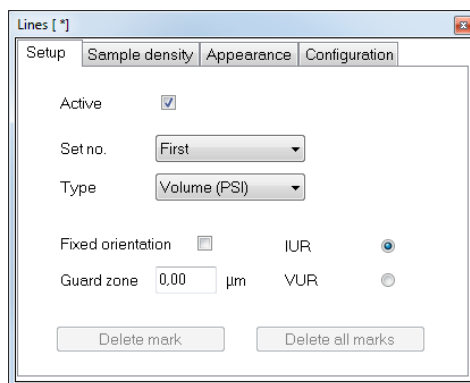 Lines [ *]
Setup Sample density Appearance Configuration
Active
Set no. First
Type Volume (PSI)
Fixed orientation IUR
Guard zone 0,00 µm VUR
Delete mark Delete all marks